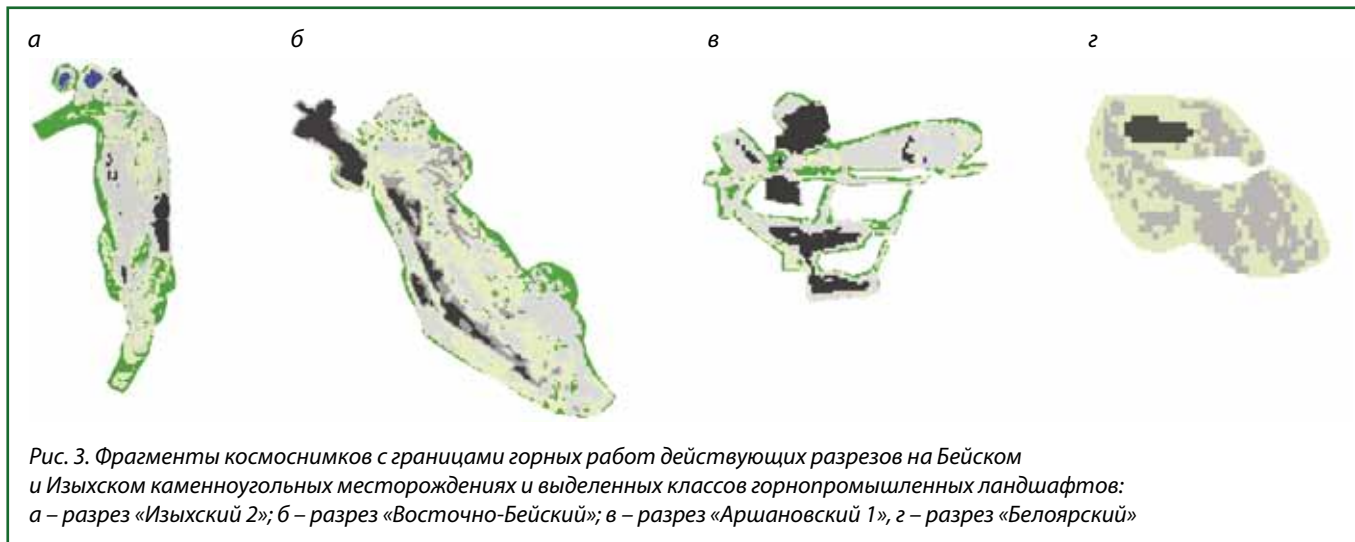 а б в г
Рис. 3. Фрагменты космоснимков с границами горных работ действующих разрезов на Бейском
и Изыхском каменноугольных месторождениях и выделенных классов горнопромышленных ландшафтов:
а – разрез «Изыхский 2»; б – разрез «Восточно-Бейский»; в – разрез «Аршановский 1», г – разрез «Белоярский»